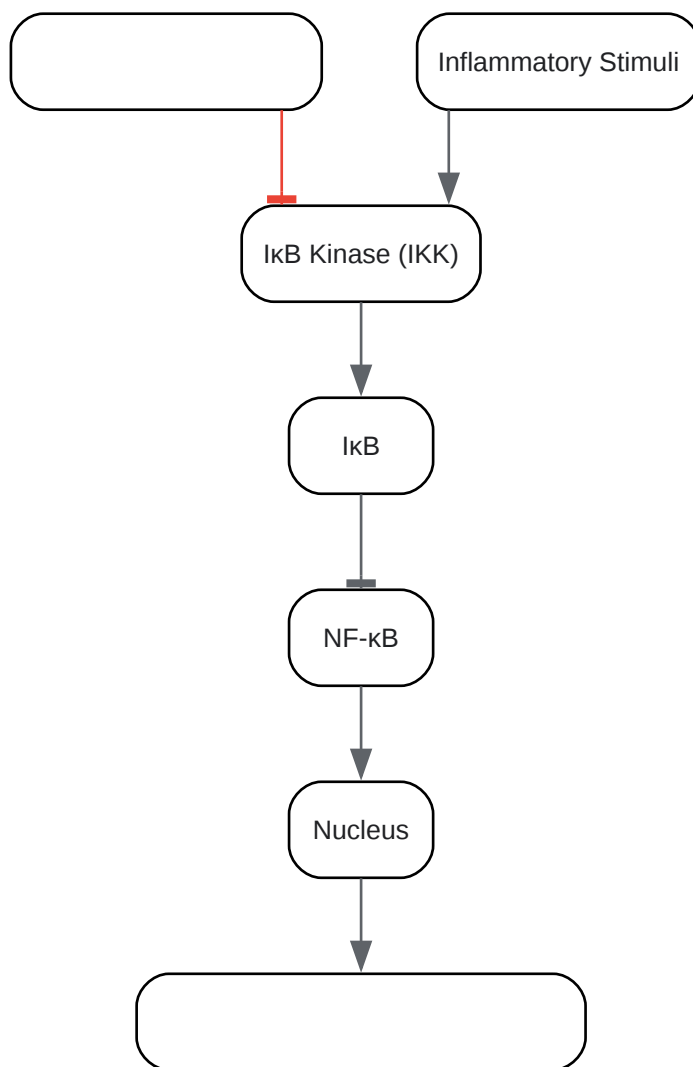 Inflammatory Stimuli
IκB Kinase (IKK)
IκB
NF-κB
Nucleus